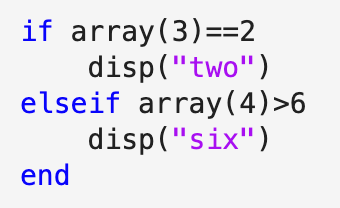 if array(3)==2
    disp("two")
elseif array(4)>6
    disp("six")
end